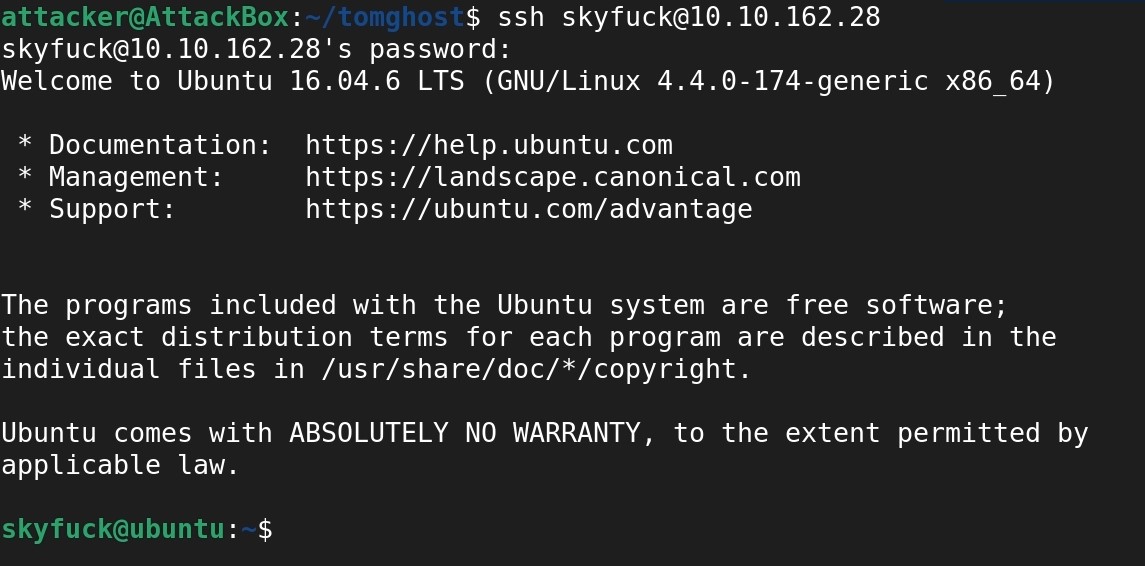 attacker@AttackBox:~/tomghost$ ssh skyfuck@10.10.162.28
skyfuck@10.10.162.28's password:
Welcome to Ubuntu 16.04.6 LTS (GNU/Linux 4.4.0-174-generic x86_64)
 * Documentation:  https://help.ubuntu.com
 * Management:     https://landscape.canonical.com
 * Support:        https://ubuntu.com/advantage
The programs included with the Ubuntu system are free software;
the exact distribution terms for each program are described in the
individual files in /usr/share/doc/*/copyright.
Ubuntu comes with ABSOLUTELY NO WARRANTY, to the extent permitted by
applicable law.
skyfuck@ubuntu:~$